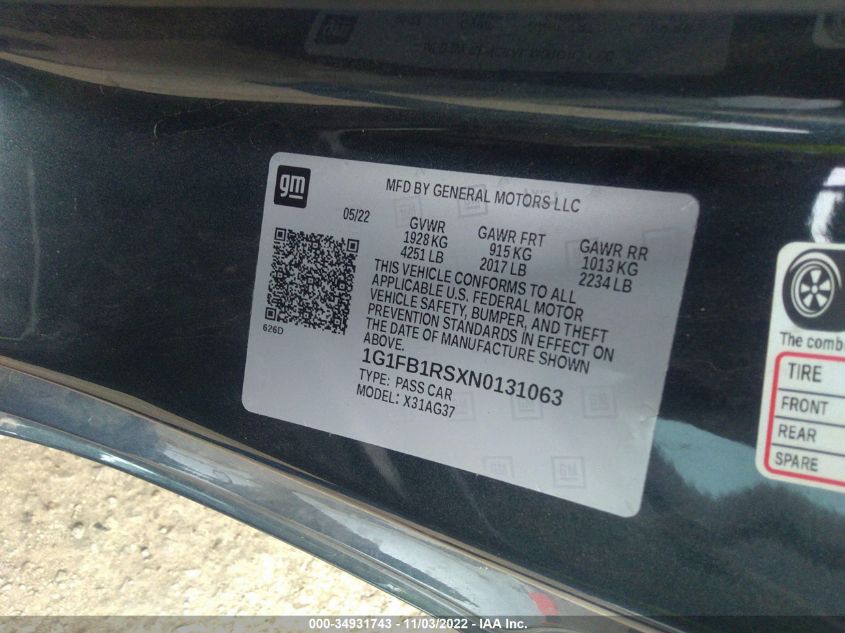 gm
MFD BY GENERAL MOTORS LLC
05/22
GVWR
1928 KG
4251 LB
GAWR FRT
915 KG
2017 LB
GAWR RR
1013 KG
2234 LB
THIS VEHICLE CONFORMS TO ALL
APPLICABLE U.S. FEDERAL MOTOR
VEHICLE SAFETY, BUMPER, AND THEFT
PREVENTION STANDARDS IN EFFECT ON
THE DATE OF MANUFACTURE SHOWN
ABOVE.
626D
1G1FB1RSXN0131063
TYPE: PASS CAR
MODEL: X31AG37
The comb
TIRE
FRONT
REAR
SPARE
000-34931743 - 11/03/2022 - IAA Inc.